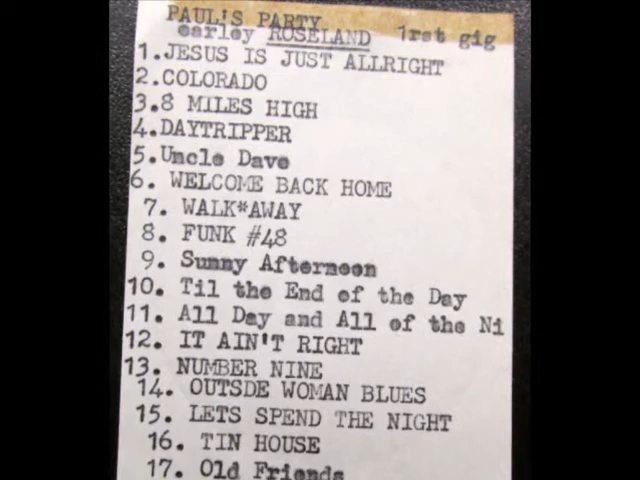 PAUL'S PARTY
earley ROSELAND 1rst gig
1.JESUS IS JUST ALLRIGHT
2.COLORADO
3.8 MILES HIGH
4.DAYTRIPPER
5.Uncle Dave
6. WELCOME BACK HOME
7. WALK*AWAY
8. FUNK #48
9. Sunny Afternoon
10. Til the End of the Day
11. All Day and All of the Ni
12. IT AIN'T RIGHT
13. NUMBER NINE
14. OUTSDE WOMAN BLUES
15. LETS SPEND THE NIGHT
16. TIN HOUSE
17. Old Friends